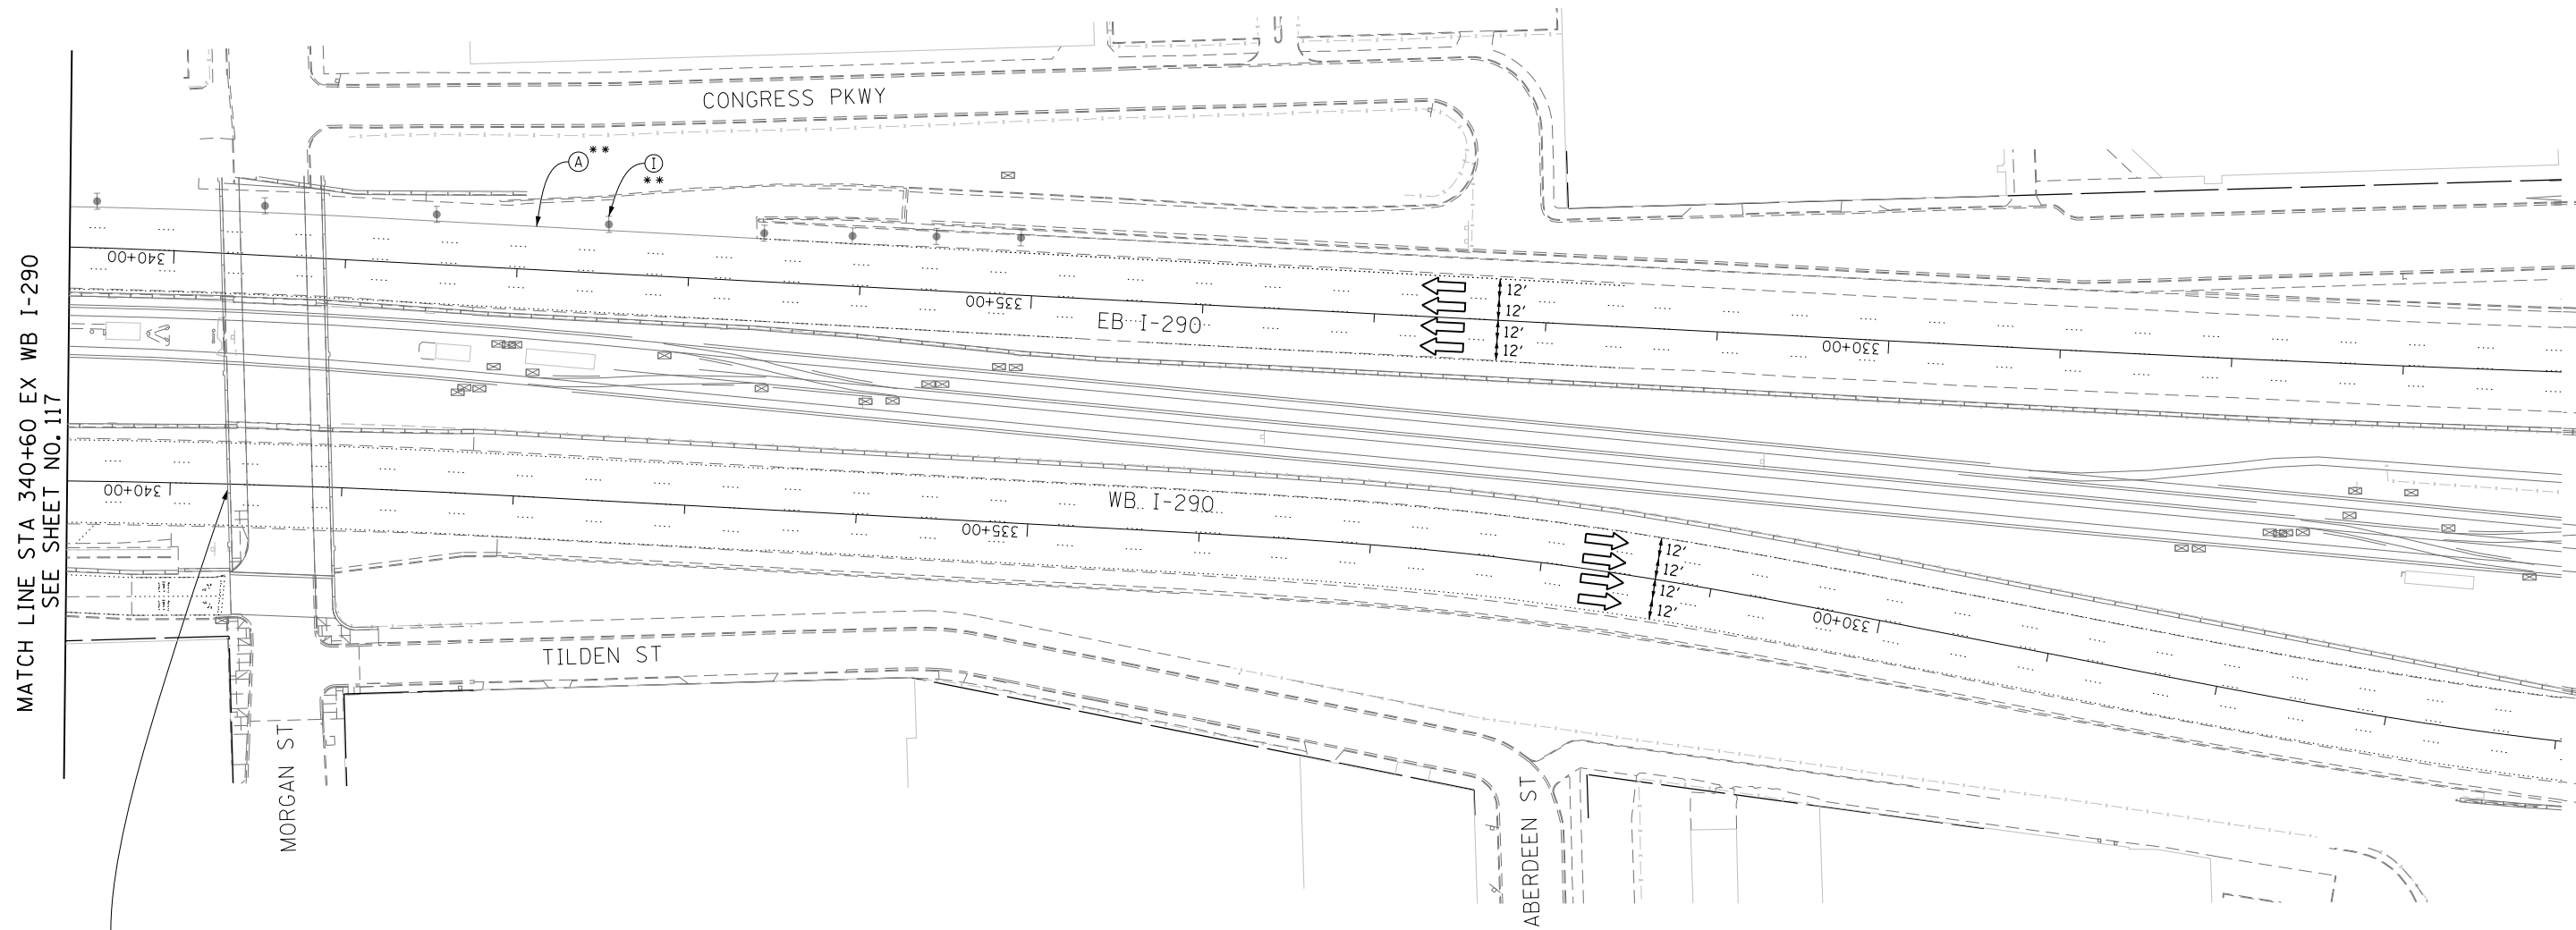 CONGRESS PKWY
A **
I
**
MATCH LINE STA 340+60 EX WB I-290
SEE SHEET NO. 117
340+00
335+00
EB I-290
12'
12'
12'
12'
330+00
340+00
335+00
WB I-290
12'
12'
12'
12'
330+00
TILDEN ST
MORGAN ST
ABERDEEN ST